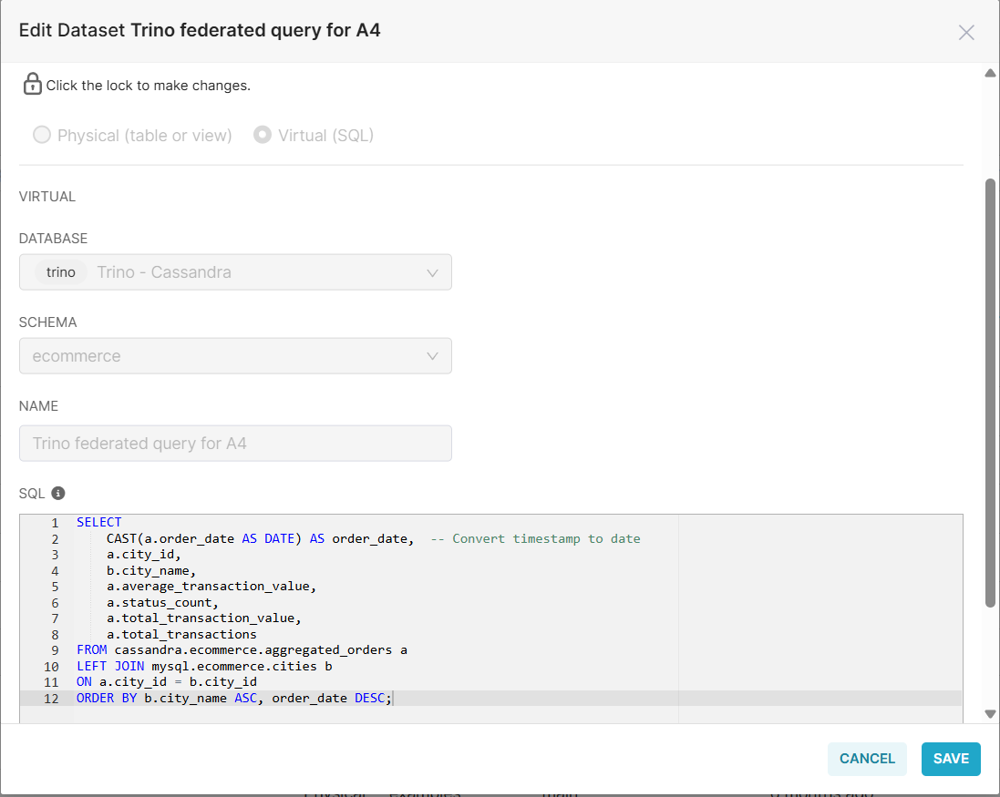 Edit Dataset Trino federated query for A4
Click the lock to make changes.
Physical (table or view) Virtual (SQL)
VIRTUAL
DATABASE
trino Trino - Cassandra
SCHEMA
ecommerce
NAME
Trino federated query for A4
SQL
1 SELECT
2 CAST(a.order_date AS DATE) AS order_date, -- Convert timestamp to date
3 a.city_id,
4 b.city_name,
5 a.average_transaction_value,
6 a.status_count,
7 a.total_transaction_value,
8 a.total_transactions
9 FROM cassandra.ecommerce.aggregated_orders a
10 LEFT JOIN mysql.ecommerce.cities b
11 ON a.city_id = b.city_id
12 ORDER BY b.city_name ASC, order_date DESC;
CANCEL SAVE